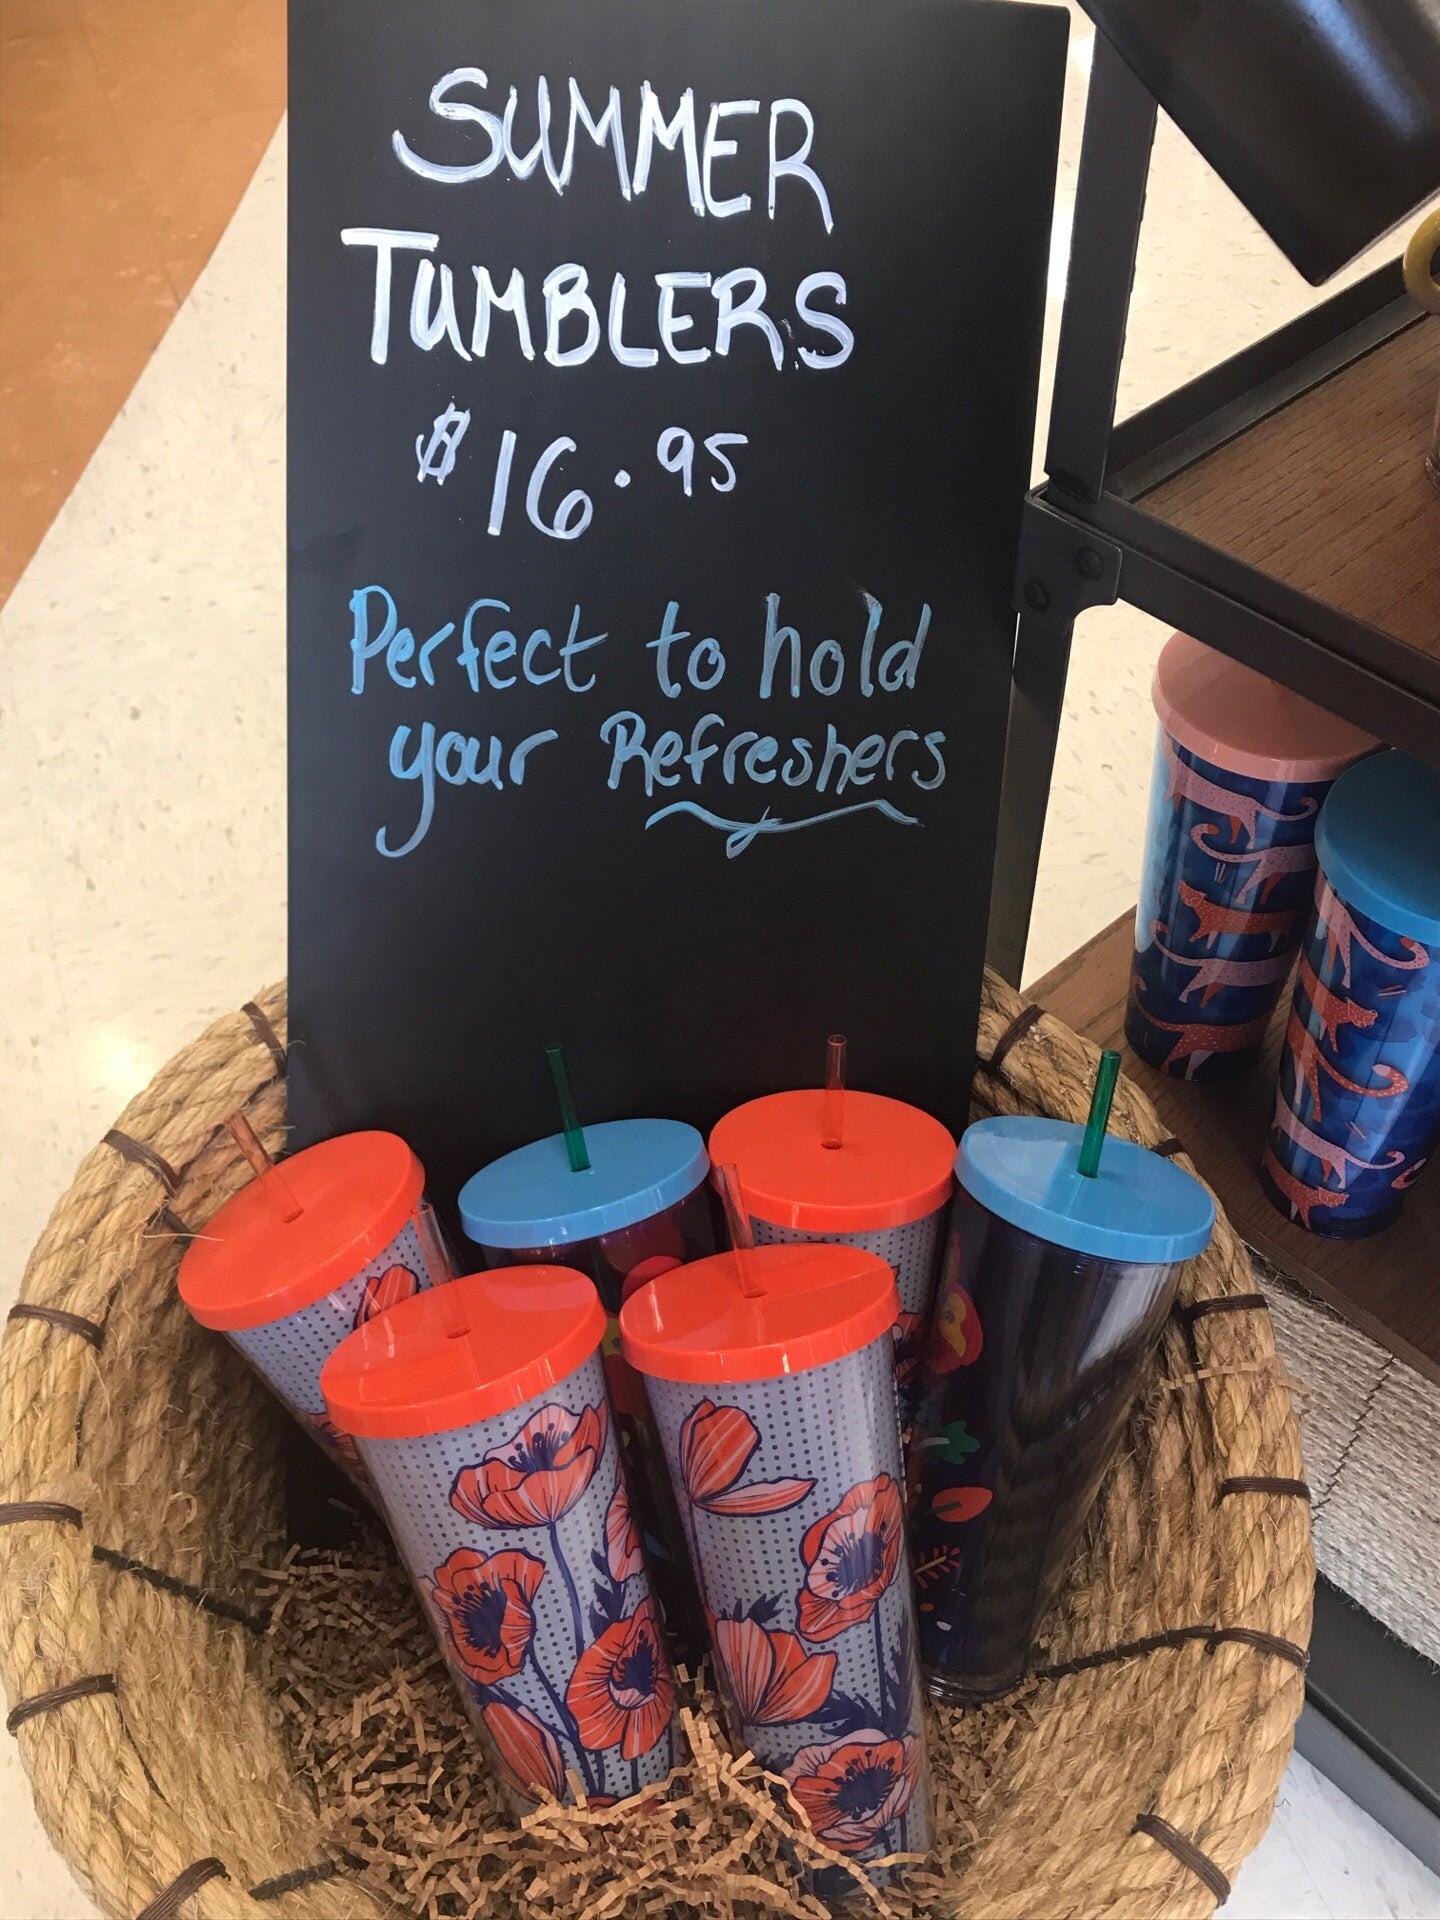 SUMMER
TUMBLERS
$16.95
Perfect to hold
your Refreshers